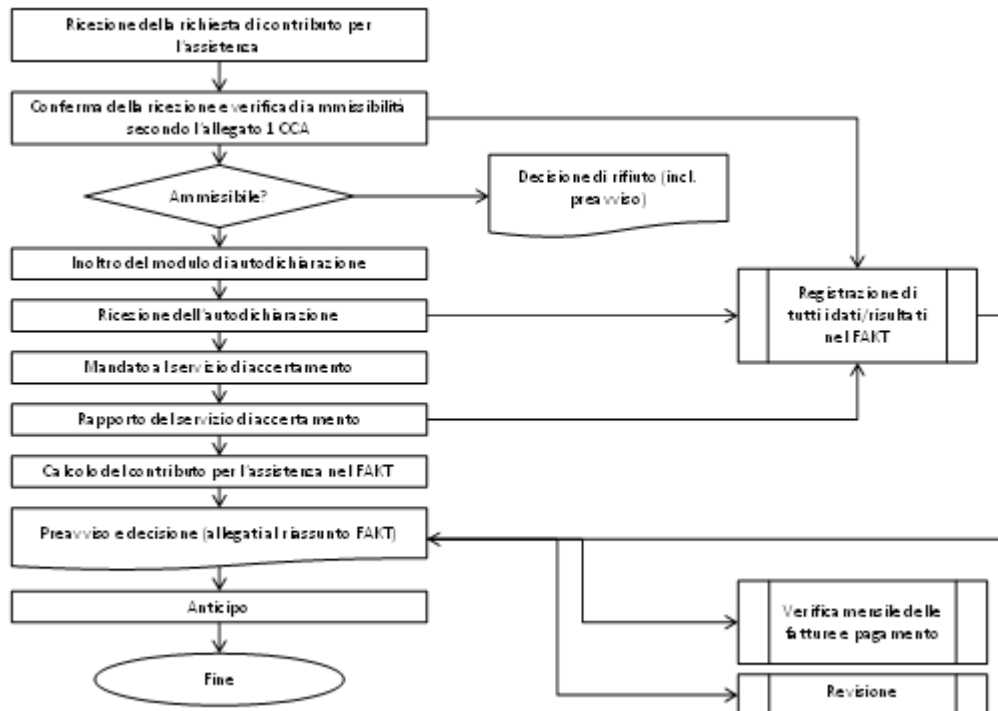 Ricezione della richiesta di contributo per
l'assistenza
Conferma della ricezione e verifica di ammissibilità
secondo l'allegato 1 CCA
Ammissibile?
Decisione di rifiuto (incl.
preavviso)
Inoltro del modulo di autodichiarazione
Ricezione dell'autodichiarazione
Registrazione di
tutti i dati/risultati
nel FAKT
Mandato al servizio di accertamento
Rapporto del servizio di accertamento
Calcolo del contributo per l'assistenza nel FAKT
Preavviso e decisione (allegati al riassunto FAKT)
Anticipo
Verifica mensile delle
fatture e pagamento
Fine
Revisione